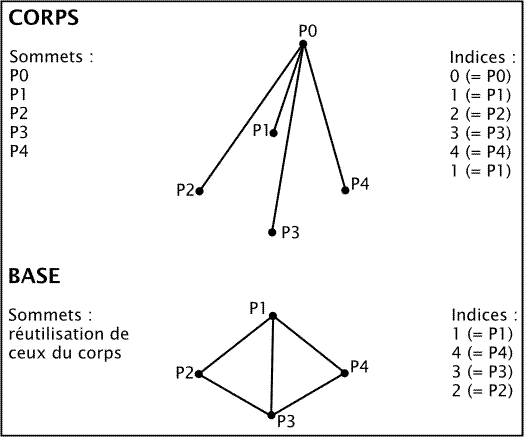 CORPS
Sommets :
P0
P1
P2
P3
P4
P0
P1
P2
P3
P4
Indices :
0 (= P0)
1 (= P1)
2 (= P2)
3 (= P3)
4 (= P4)
1 (= P1)
BASE
Sommets :
réutilisation de
ceux du corps
P1
P2
P4
P3
Indices :
1 (= P1)
4 (= P4)
3 (= P3)
2 (= P2)